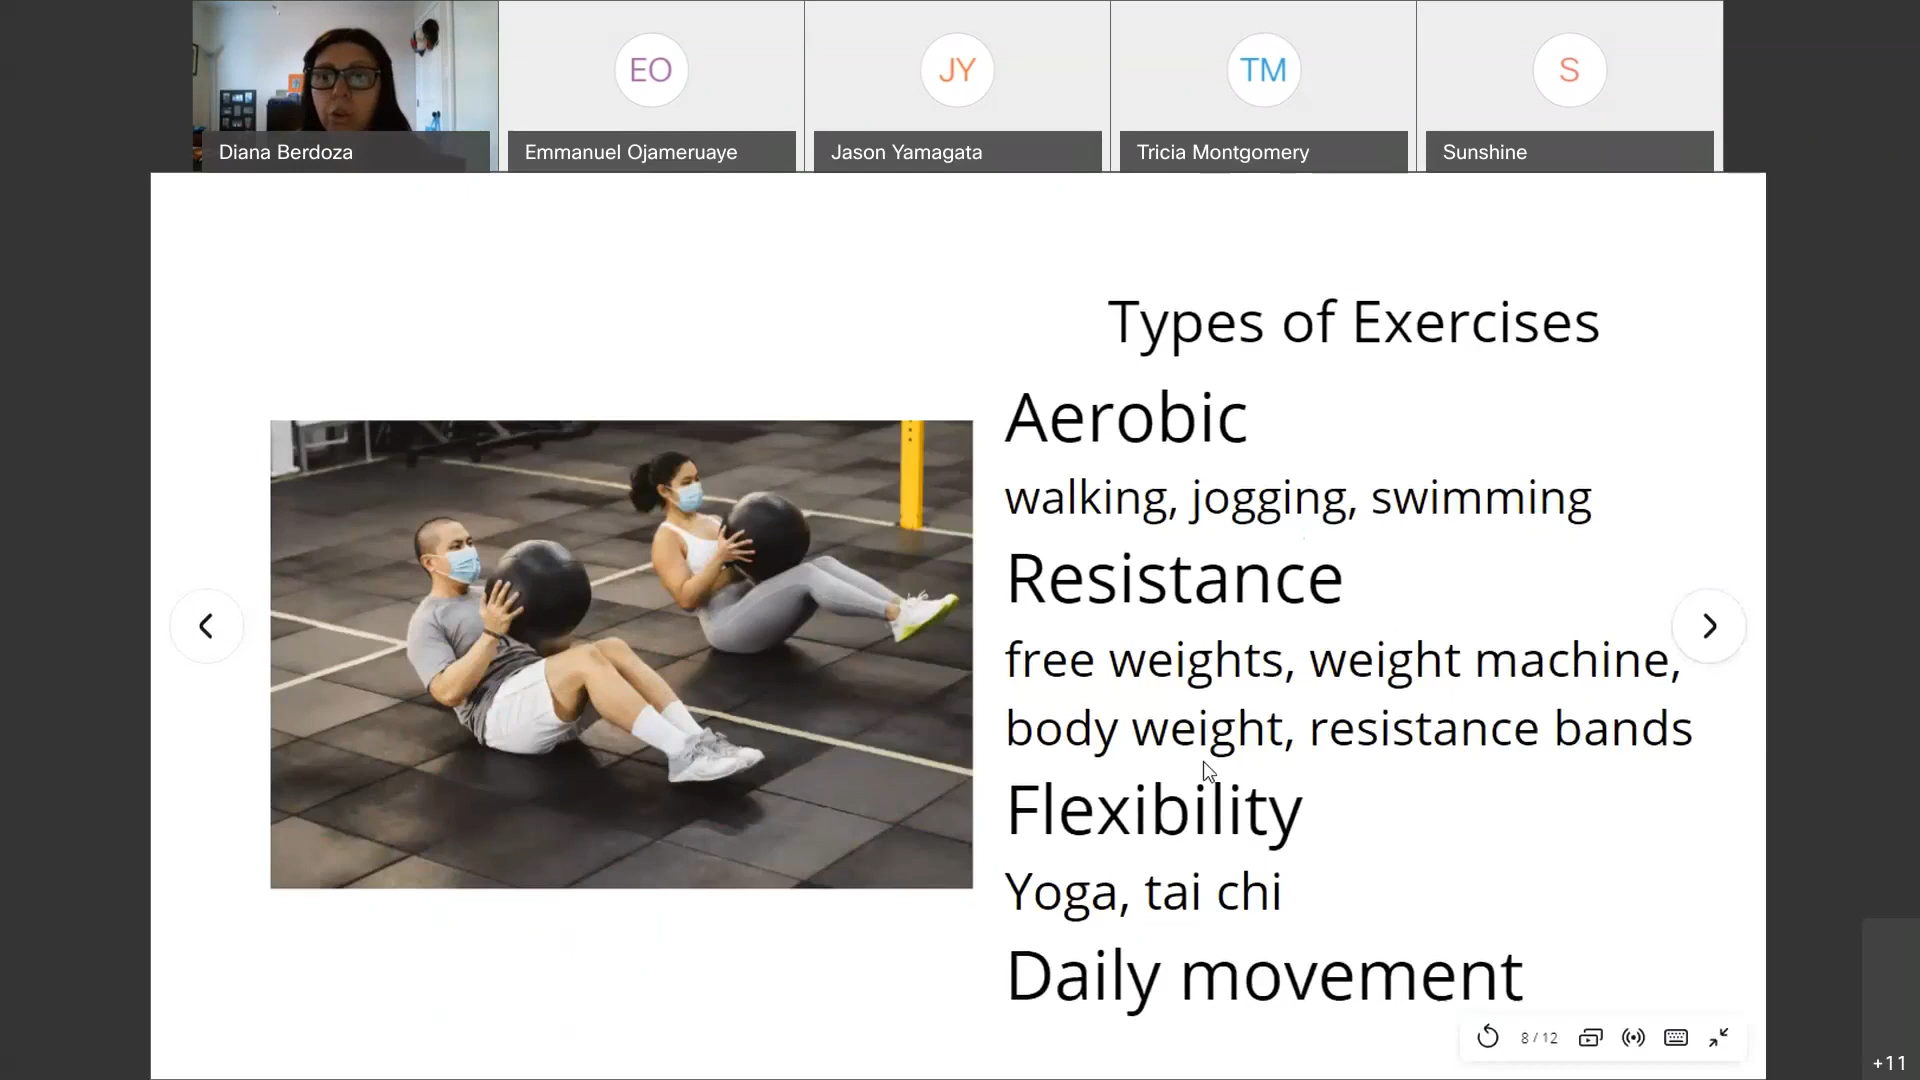 EO
JY
TM
S
Diana Berdoza
Emmanuel Ojameruaye
Jason Yamagata
Tricia Montgomery
Sunshine
Types of Exercises
Aerobic
walking, jogging, swimming
Resistance
free weights, weight machine,
body weight, resistance bands
Flexibility
Yoga, tai chi
Daily movement
8 / 12
+11